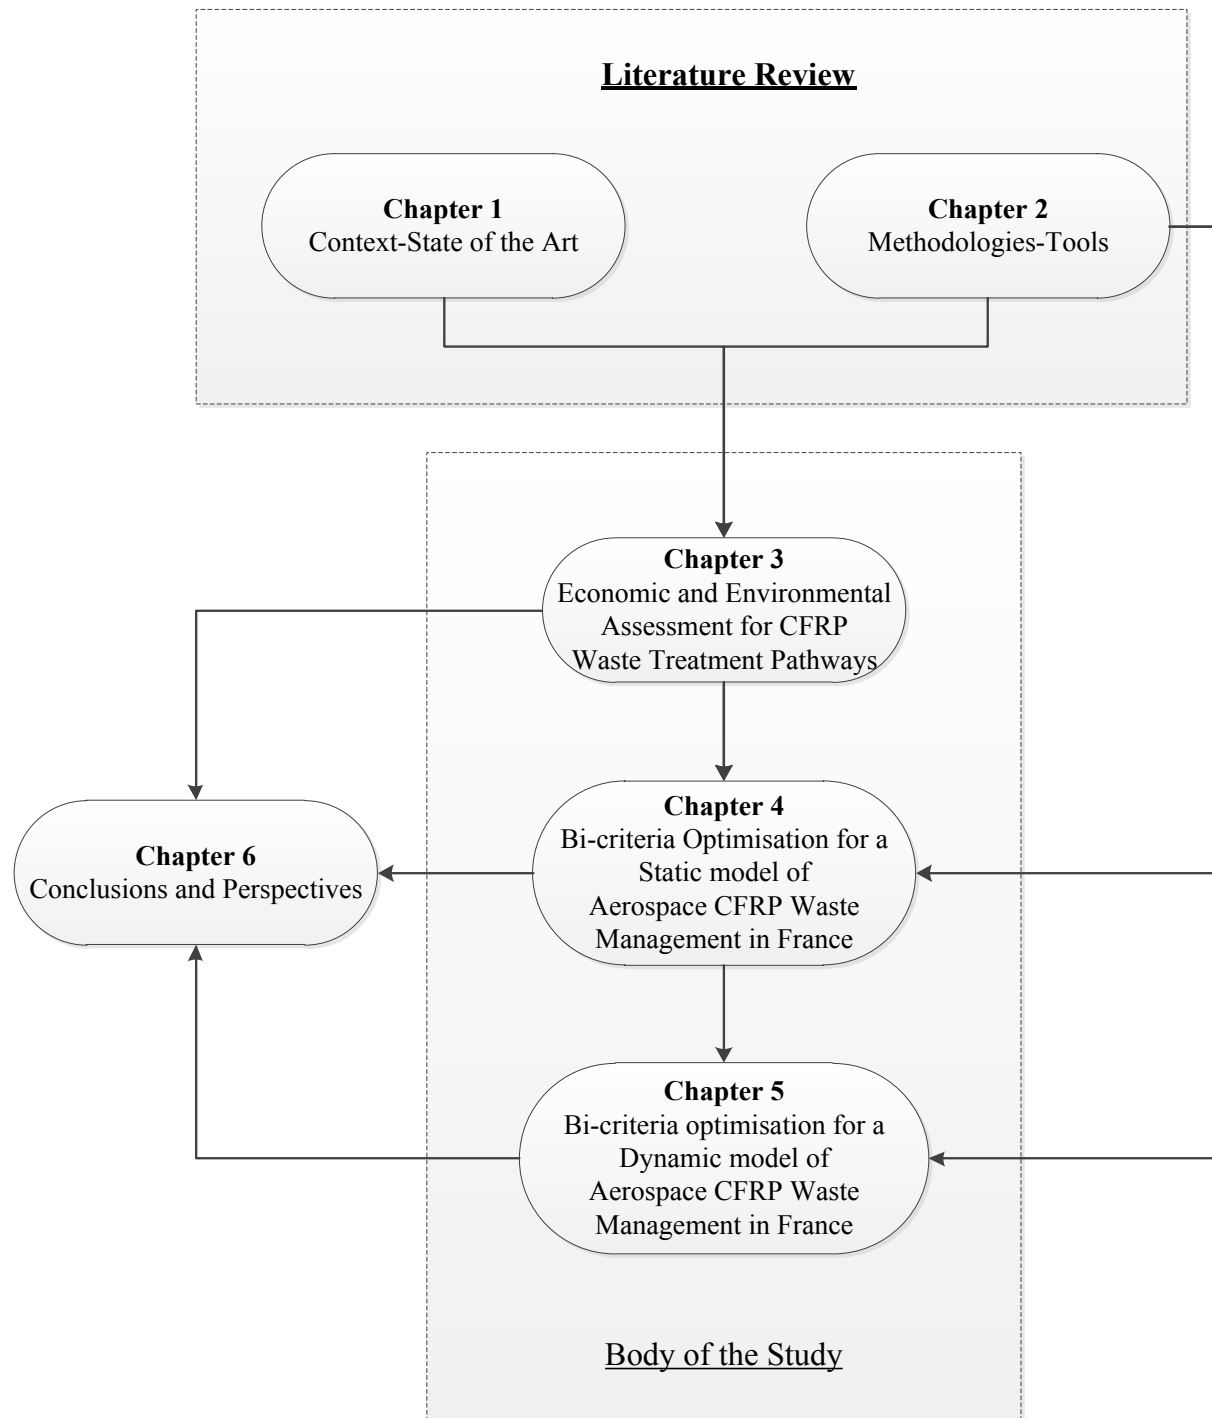 Literature Review
Chapter 1
Context-State of the Art
Chapter 2
Methodologies-Tools
Chapter 3
Economic and Environmental
Assessment for CFRP
Waste Treatment Pathways
Chapter 4
Bi-criteria Optimisation for a
Static model of
Aerospace CFRP Waste
Management in France
Chapter 6
Conclusions and Perspectives
Chapter 5
Bi-criteria optimisation for a
Dynamic model of
Aerospace CFRP Waste
Management in France
Body of the Study